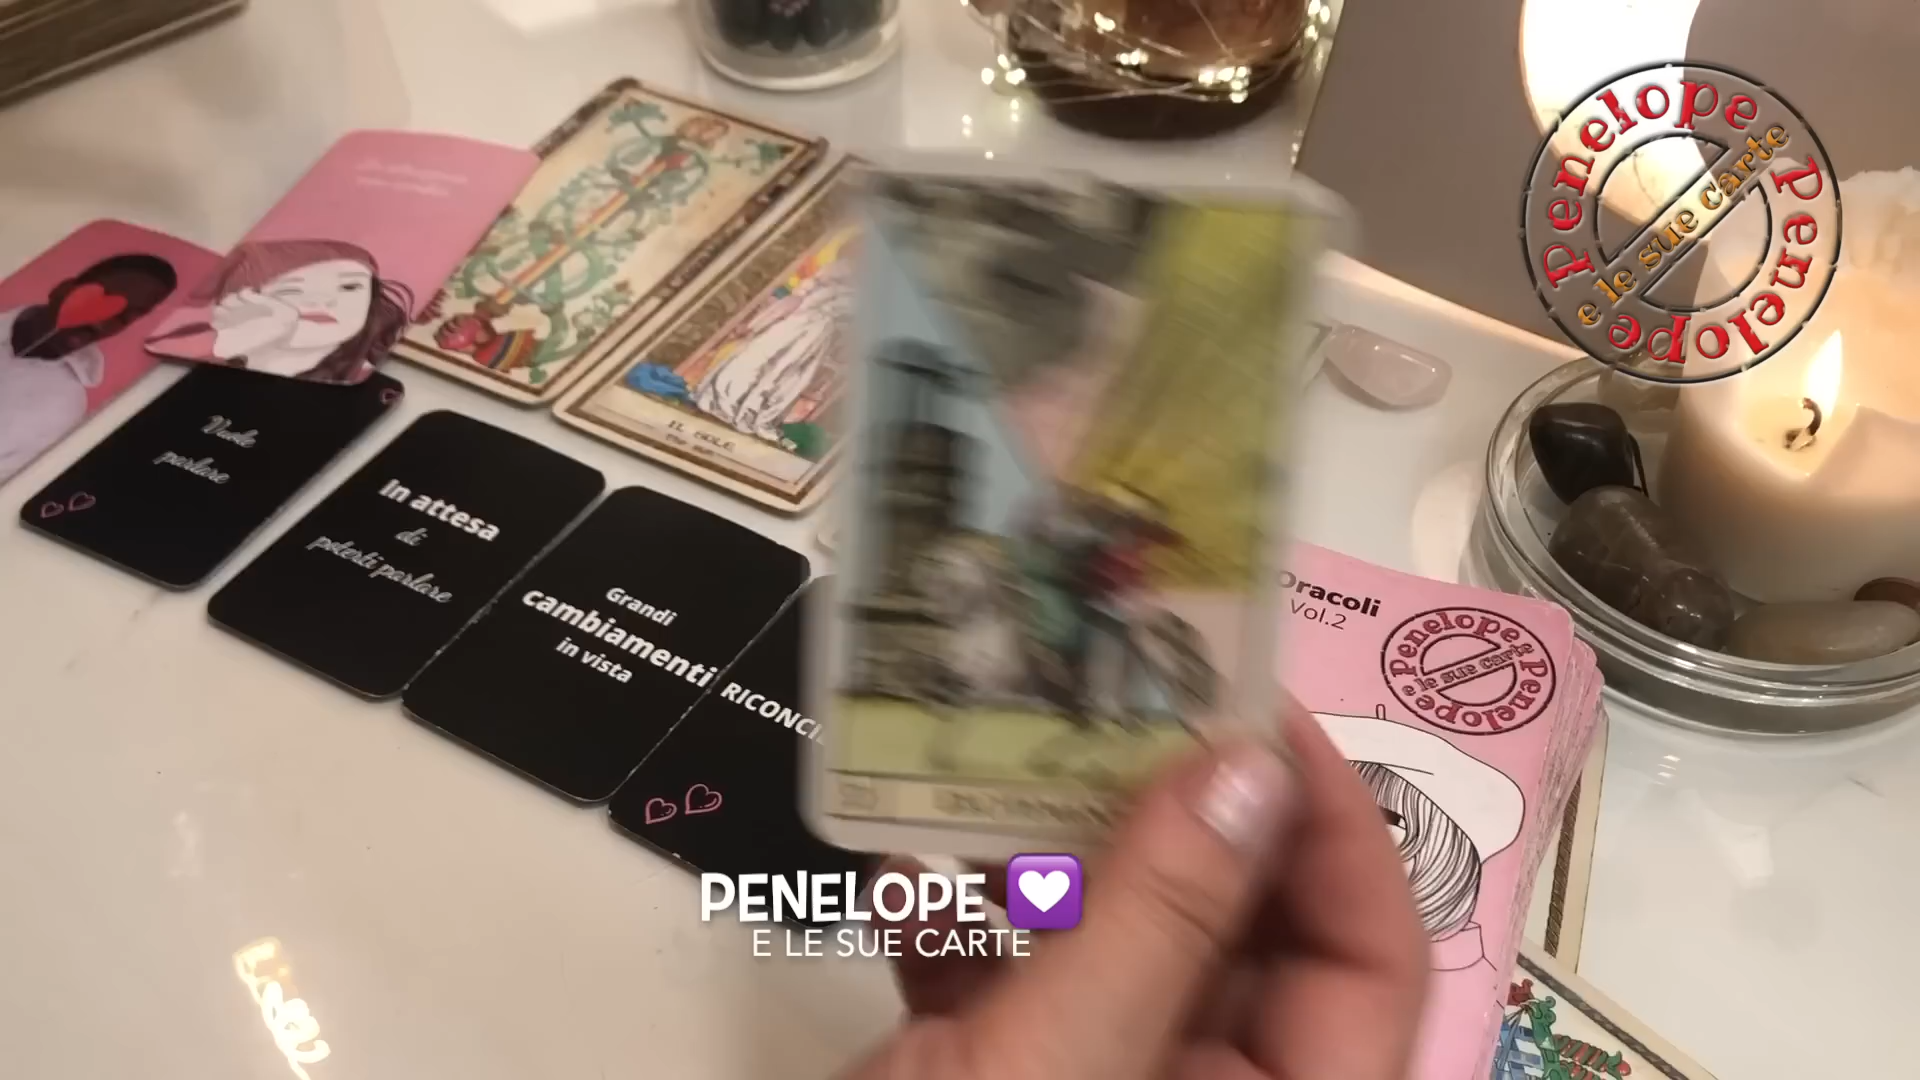 Penelope
e le sue carte
Penelope
Vuole
parlare
In attesa
di
poterti parlare
Grandi
cambiamenti
in vista
RICONCI
IL SOLE
Oracoli
Vol.2
Penelope
e le sue carte
Penelope
PENELOPE 💜
E LE SUE CARTE